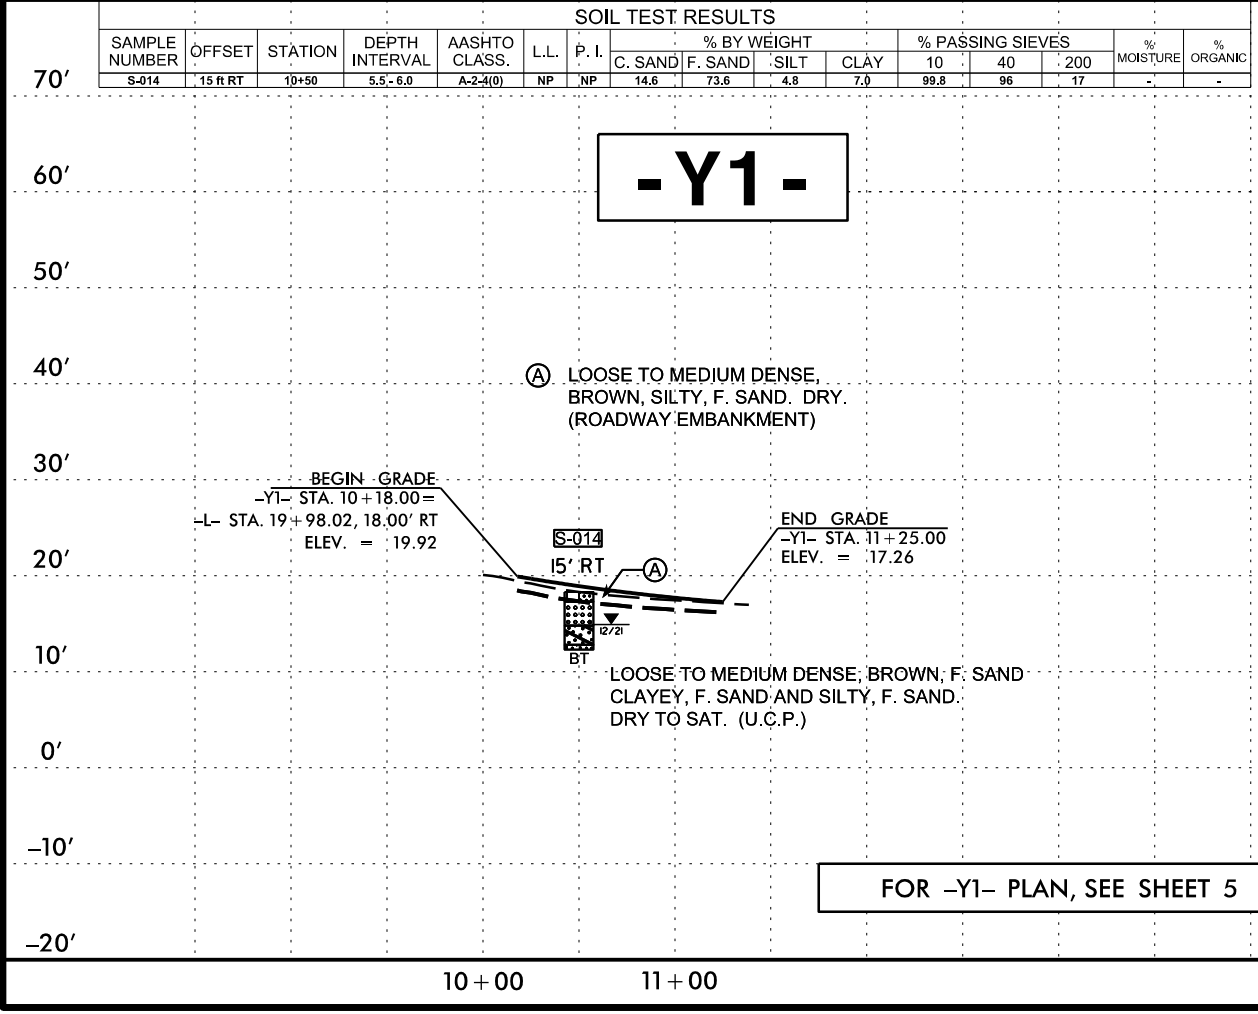 SOIL TEST RESULTS
SAMPLE NUMBER OFFSET STATION DEPTH INTERVAL AASHTO CLASS. L.L. P. I. % BY WEIGHT % PASSING SIEVES % MOISTURE % ORGANIC
C. SAND F. SAND SILT CLAY 10 40 200
S-014 15 ft RT 10+50 5.5 - 6.0 A-2-4(0) NP NP 14.6 73.6 4.8 7.0 99.8 96 17 - -
70'
60'
-Y1-
50'
40'
A LOOSE TO MEDIUM DENSE,
BROWN, SILTY, F. SAND. DRY.
(ROADWAY EMBANKMENT)
30'
BEGIN GRADE
-Y1- STA. 10+18.00=
-L- STA. 19+98.02, 18.00' RT
ELEV. = 19.92
END GRADE
-Y1- STA. 11+25.00
ELEV. = 17.26
S-014
15' RT
A
20'
12/21
BT
10'
LOOSE TO MEDIUM DENSE, BROWN, F. SAND
CLAYEY, F. SAND AND SILTY, F. SAND.
DRY TO SAT. (U.C.P.)
0'
-10'
FOR -Y1- PLAN, SEE SHEET 5
-20'
10+00 11+00